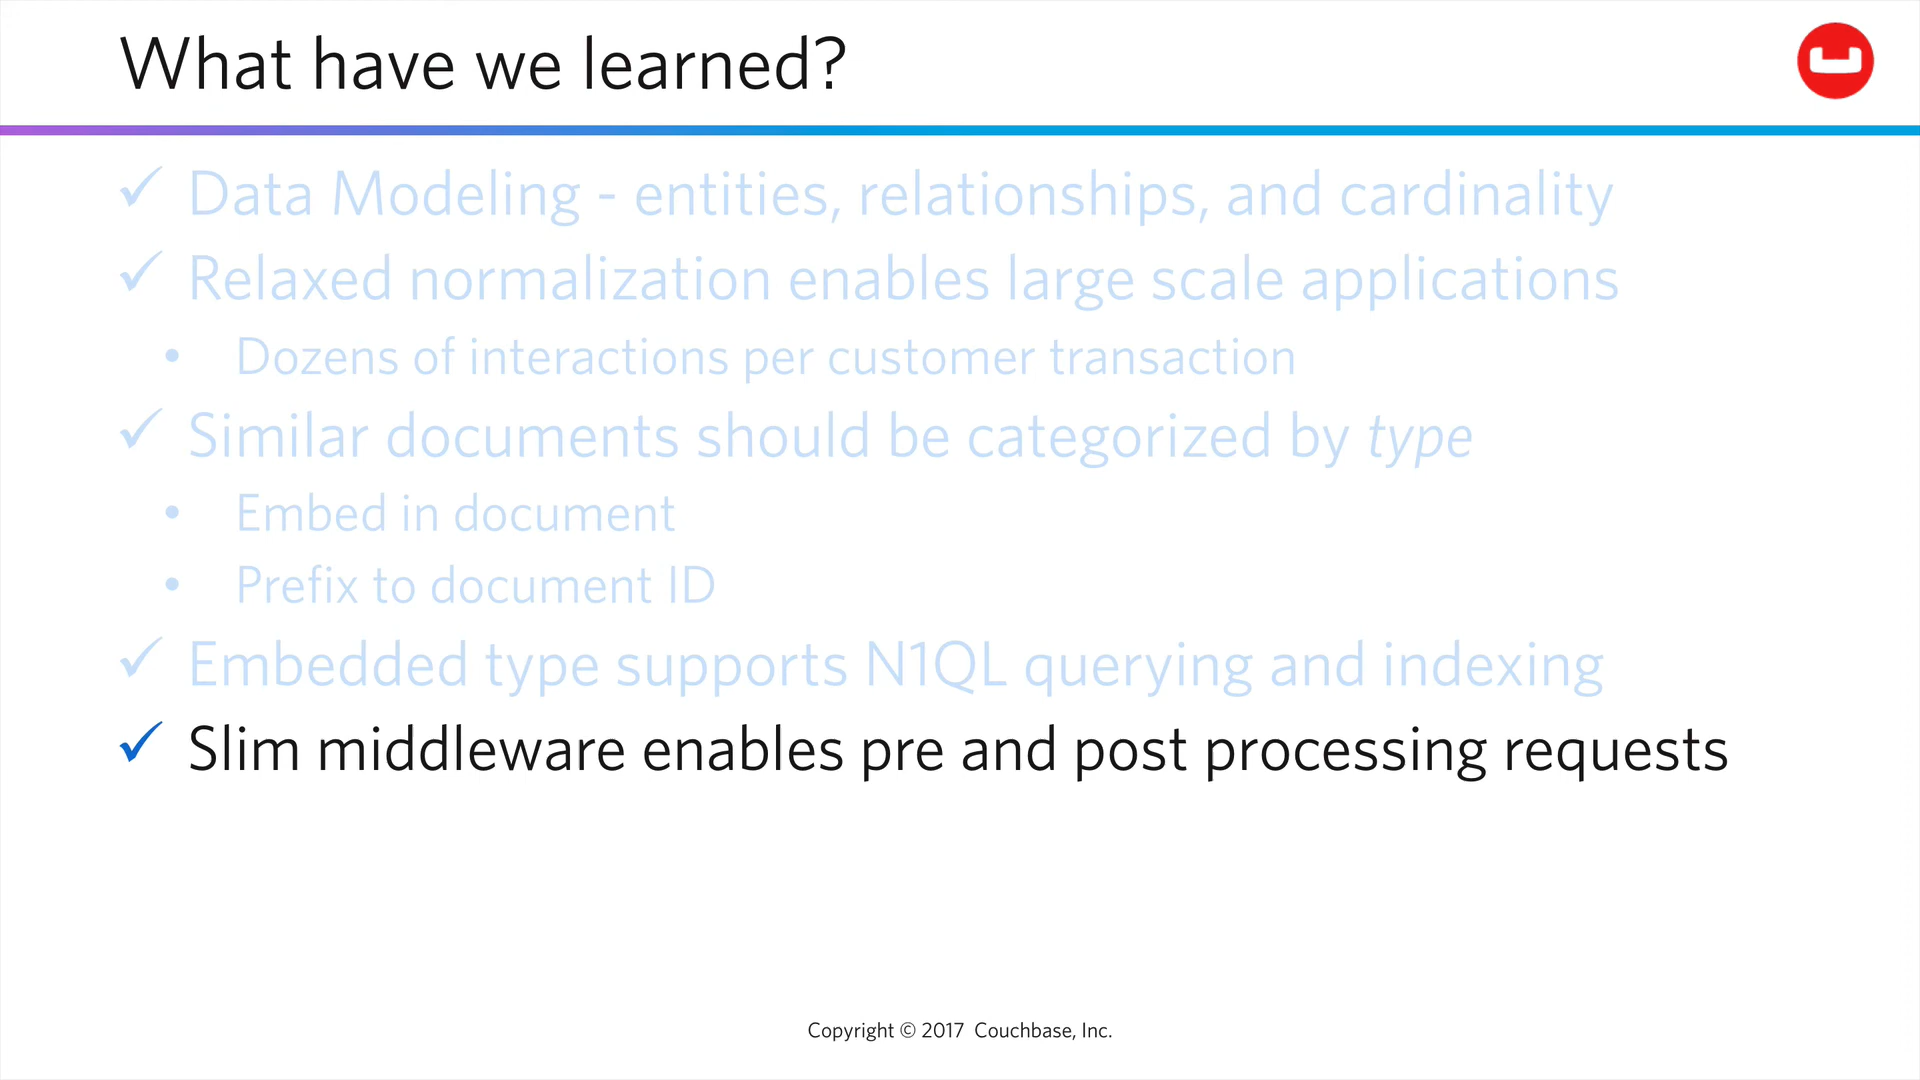 What have we learned?
✓ Data Modeling - entities, relationships, and cardinality
✓ Relaxed normalization enables large scale applications
• Dozens of interactions per customer transaction
✓ Similar documents should be categorized by type
• Embed in document
• Prefix to document ID
✓ Embedded type supports N1QL querying and indexing
✓ Slim middleware enables pre and post processing requests
Copyright © 2017 Couchbase, Inc.